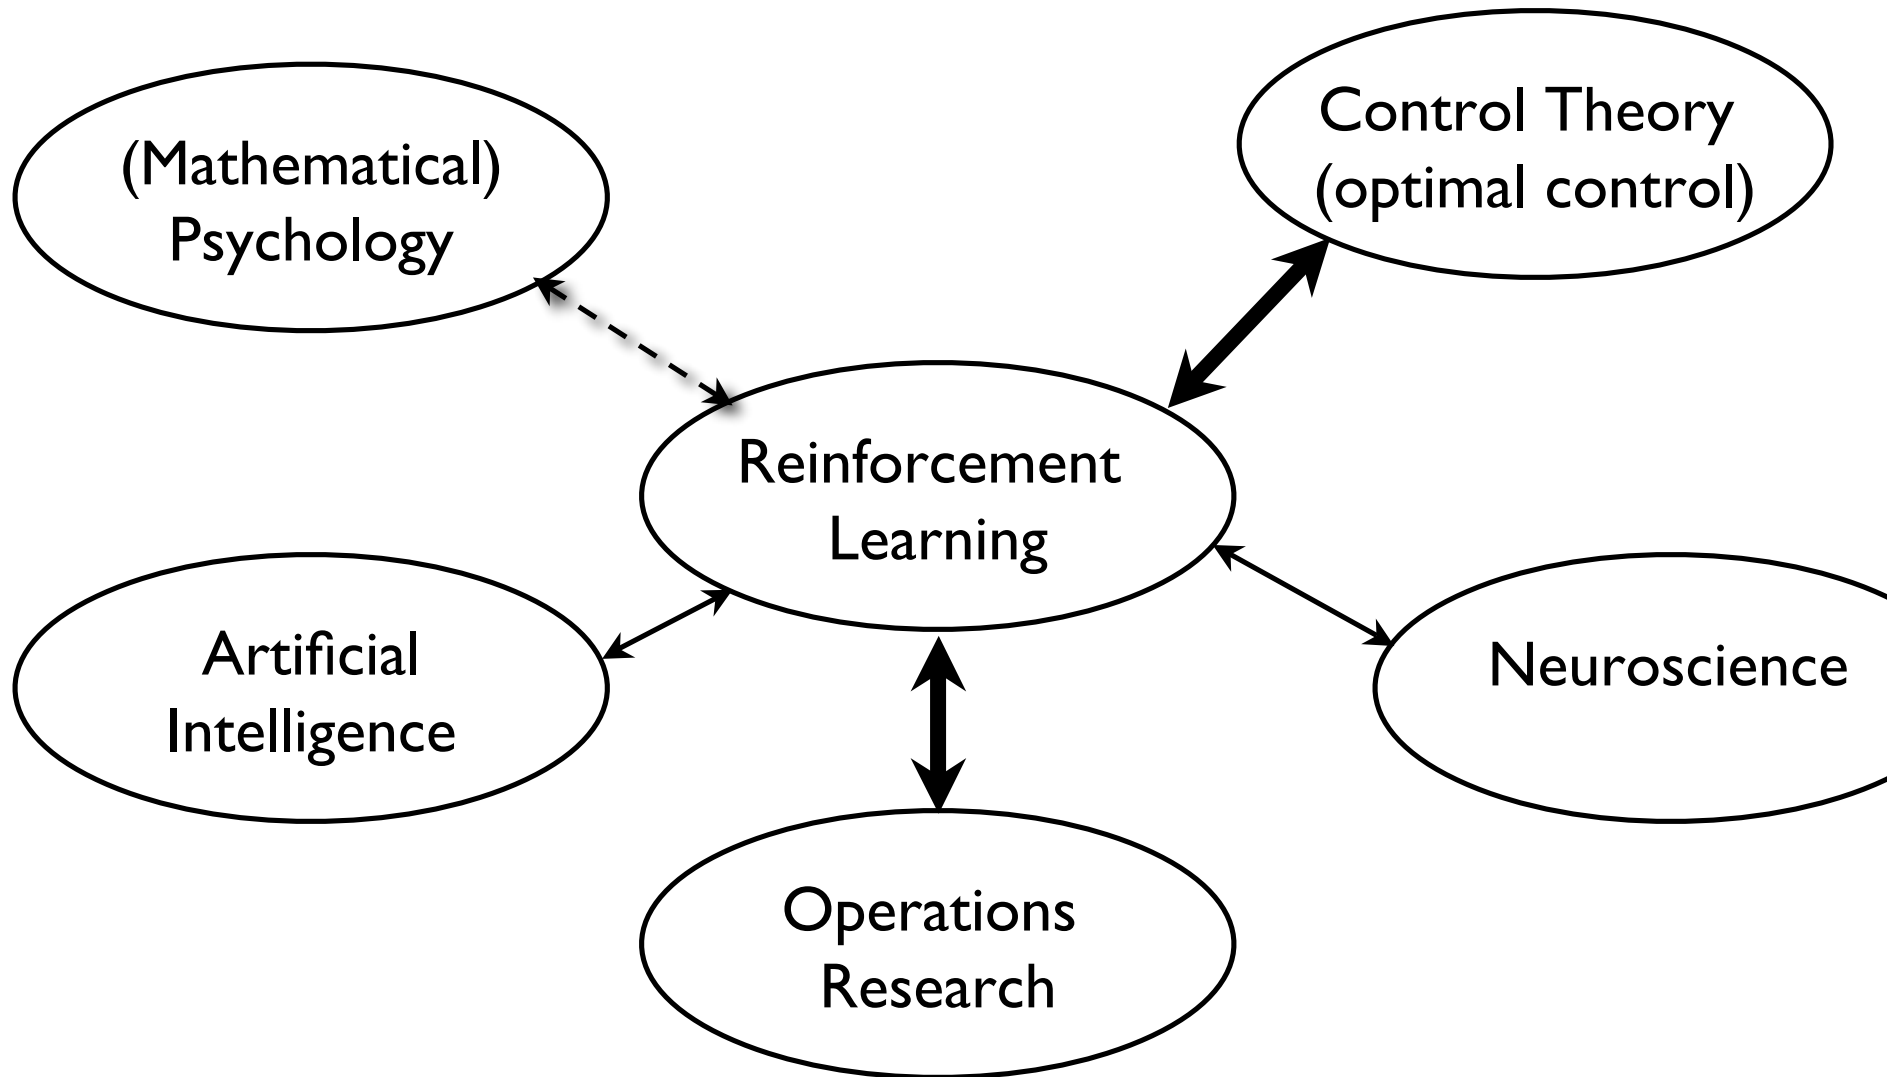 (Mathematical)
Psychology
Control Theory
(optimal control)
Reinforcement
Learning
Artificial
Intelligence
Neuroscience
Operations
Research